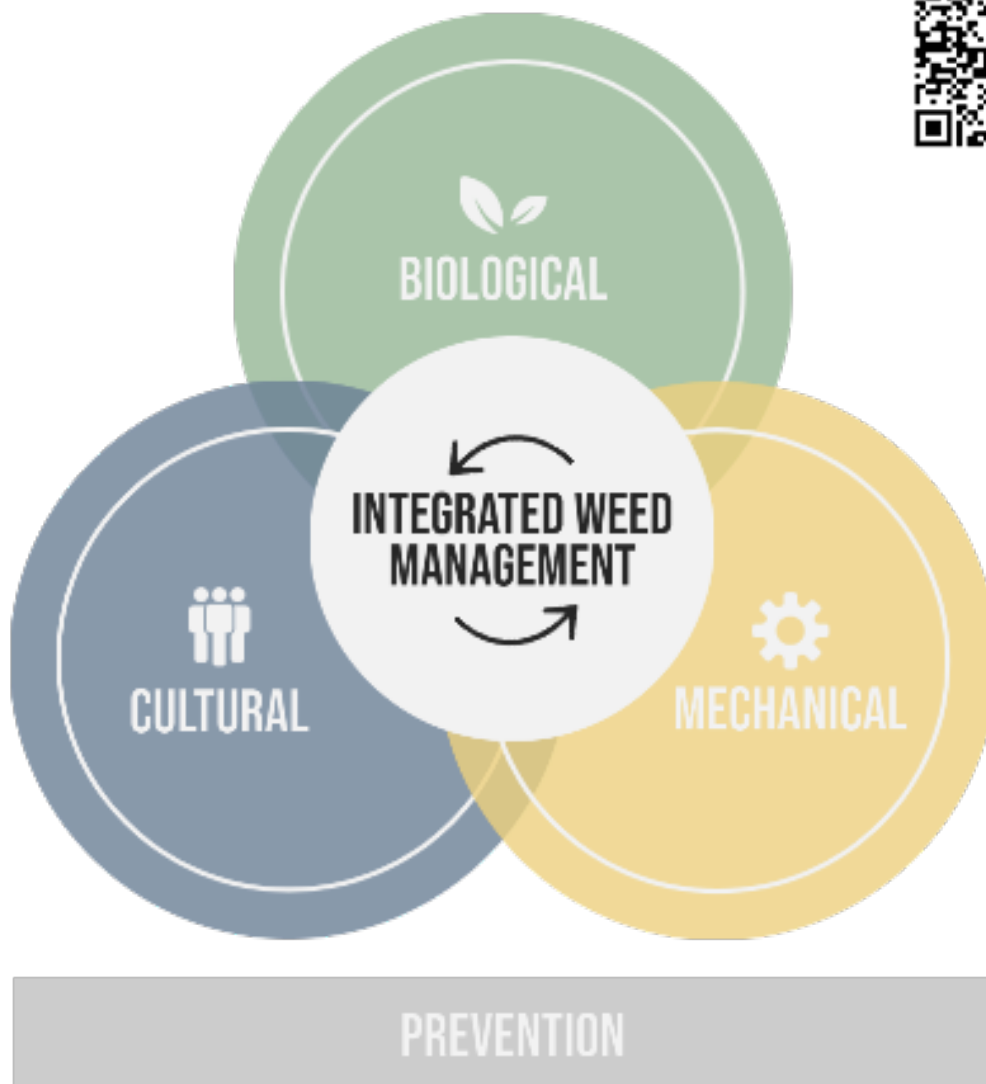 BIOLOGICAL
INTEGRATED WEED
MANAGEMENT
CULTURAL
MECHANICAL
PREVENTION